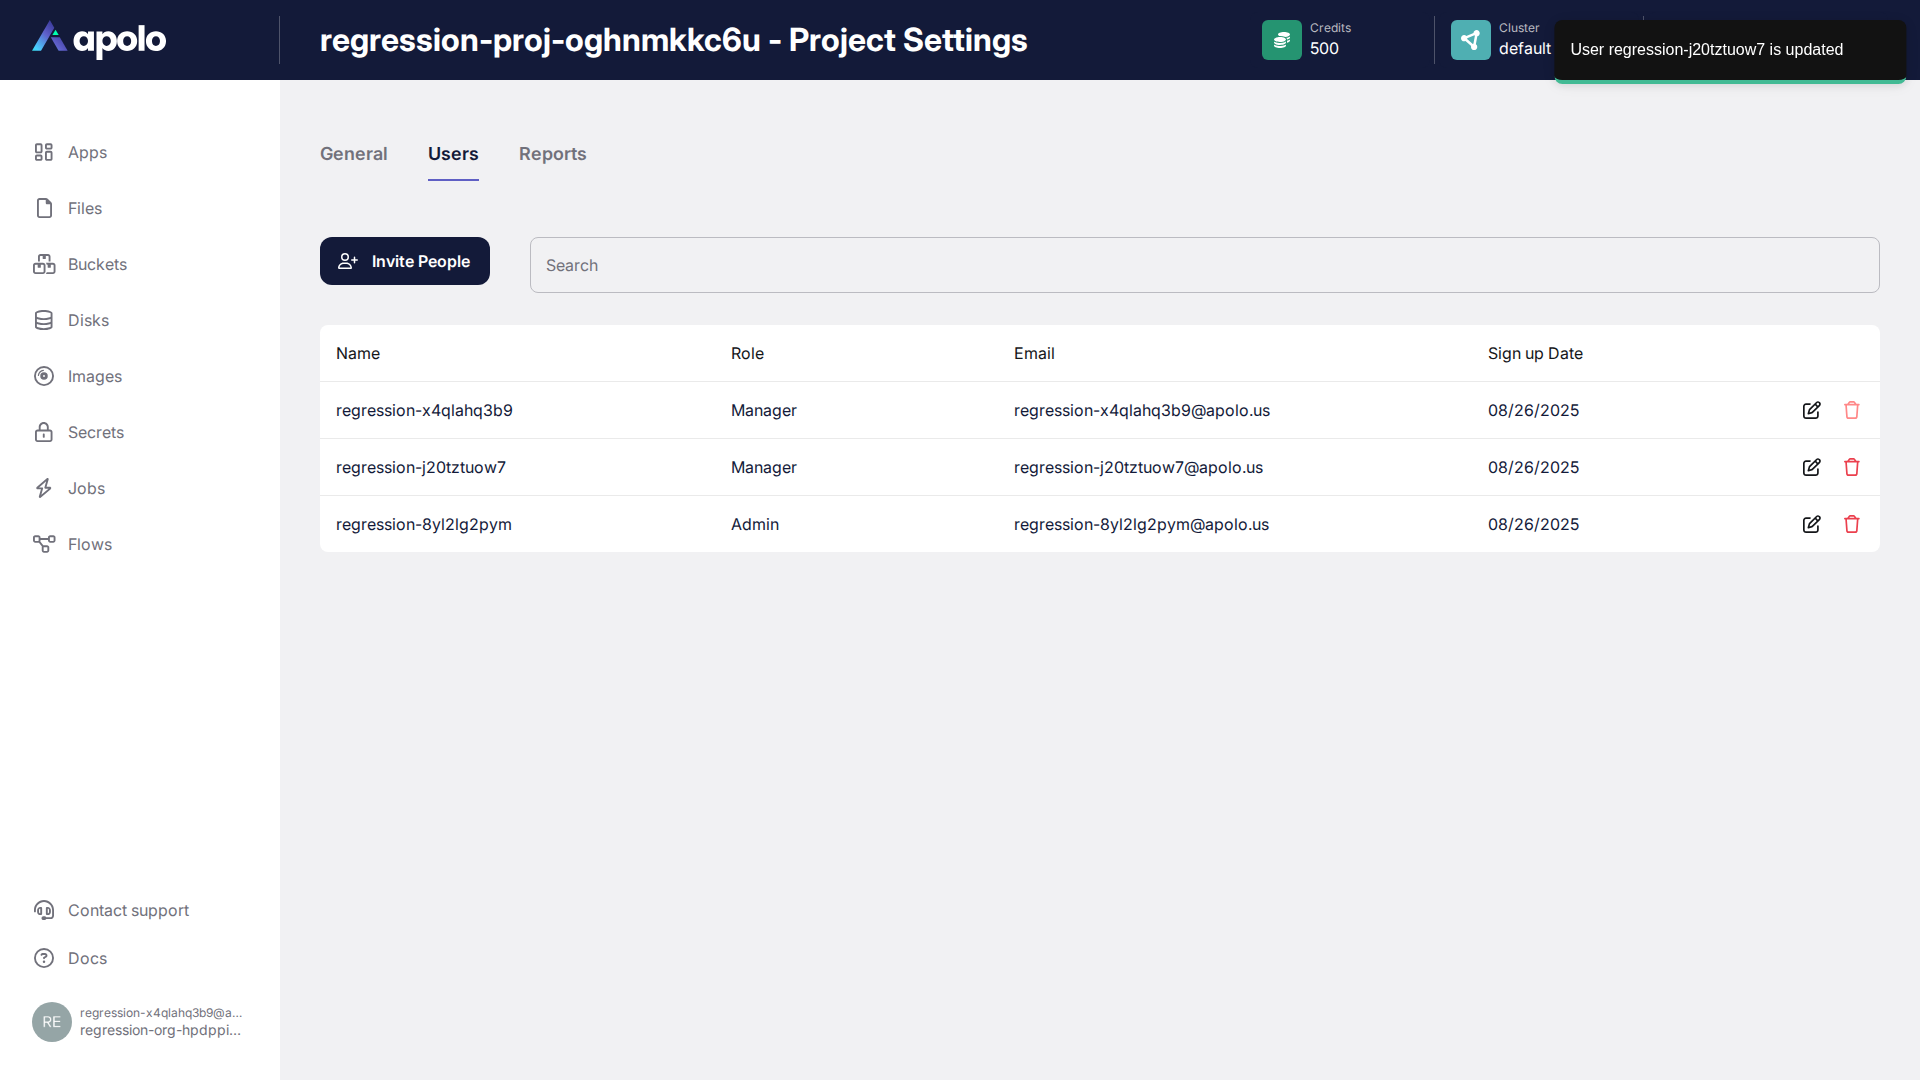 apolo
regression-proj-oghnmkkc6u - Project Settings
Credits
500
Cluster
default
User regression-j20tztuow7 is updated
Apps
Files
Buckets
Disks
Images
Secrets
Jobs
Flows
General Users Reports
Invite People
Search
Name Role Email Sign up Date
regression-x4qlahq3b9 Manager regression-x4qlahq3b9@apolo.us 08/26/2025
regression-j20tztuow7 Manager regression-j20tztuow7@apolo.us 08/26/2025
regression-8yl2lg2pym Admin regression-8yl2lg2pym@apolo.us 08/26/2025
Contact support
Docs
RE
regression-x4qlahq3b9@a...
regression-org-hpdppi...